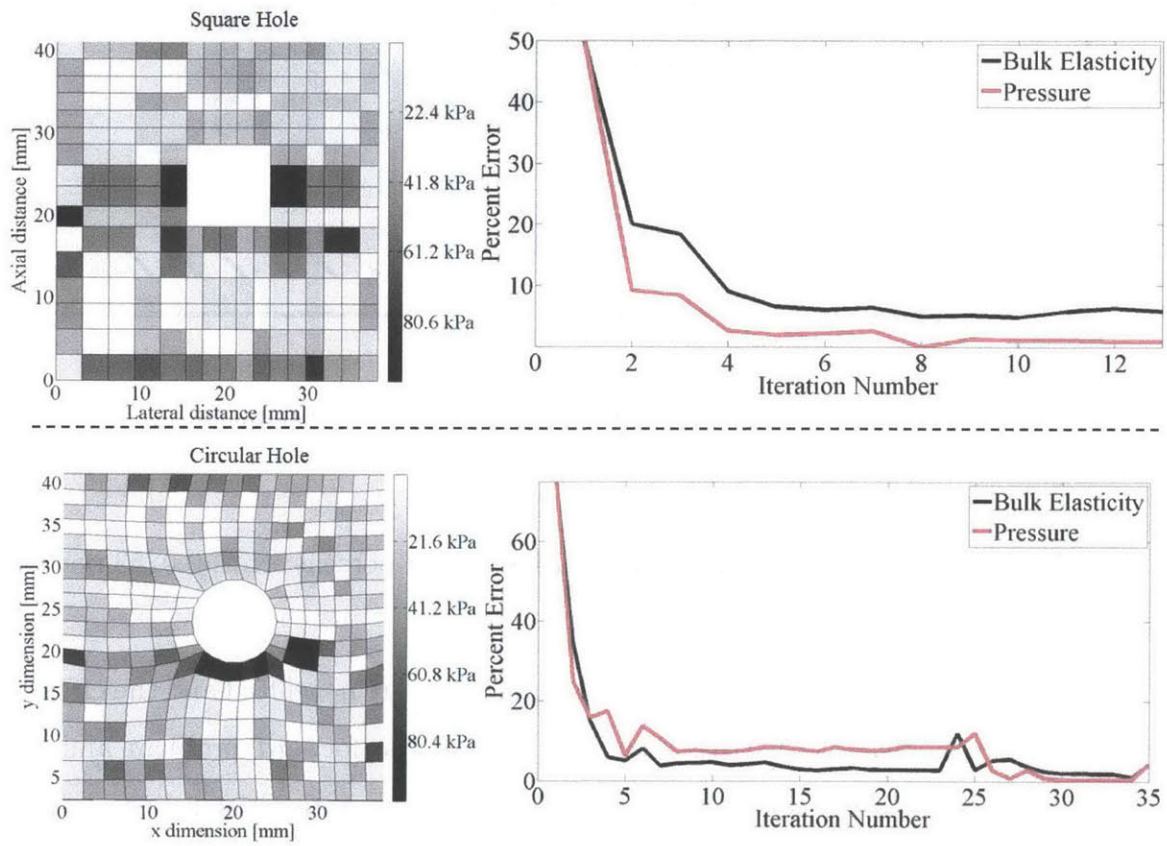 Square Hole
Axial distance [mm]
40
30
20
10
0
0 10 20 30
Lateral distance [mm]
22.4 kPa
41.8 kPa
61.2 kPa
80.6 kPa
Percent Error
50
40
30
20
10
0 2 4 6 8 10 12
Iteration Number
Bulk Elasticity
Pressure
Circular Hole
y dimension [mm]
40
35
30
25
20
15
10
5
0 10 20 30
x dimension [mm]
21.6 kPa
41.2 kPa
60.8 kPa
80.4 kPa
Percent Error
60
40
20
0
0 5 10 15 20 25 30 35
Iteration Number
Bulk Elasticity
Pressure